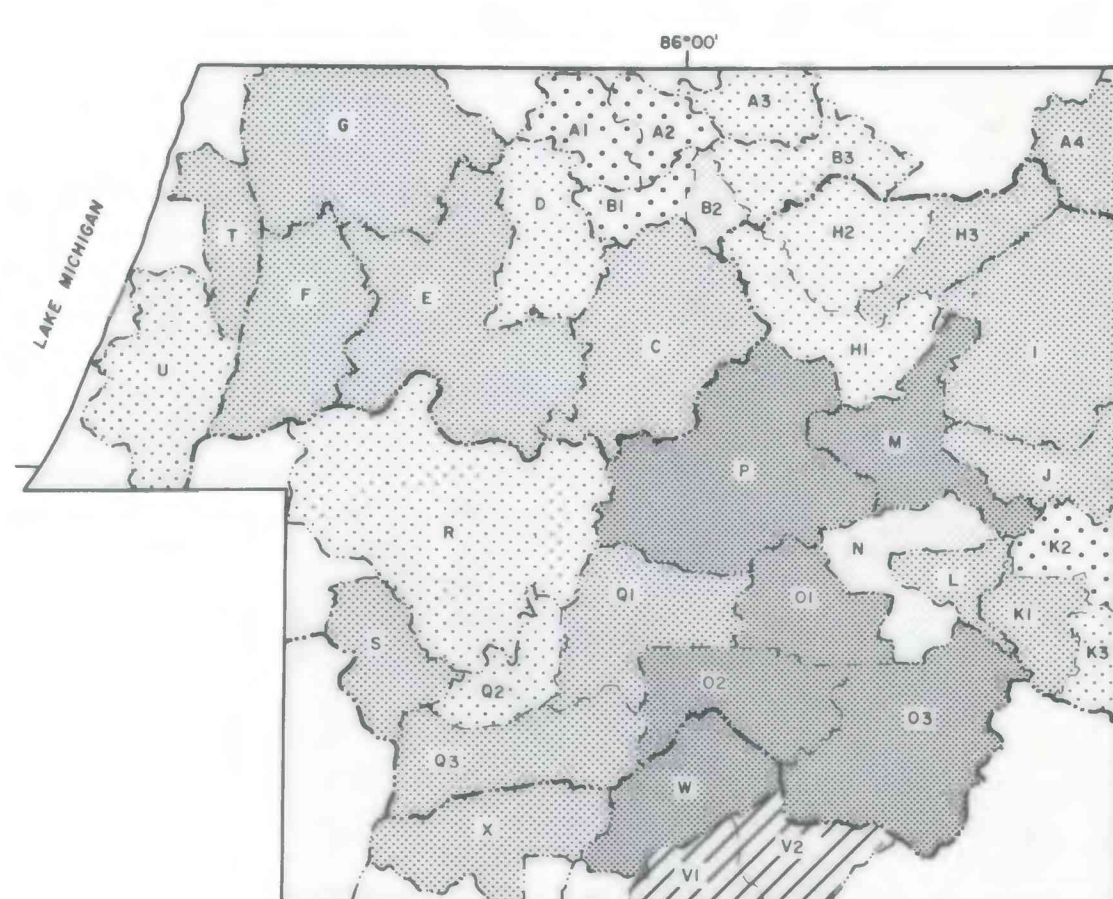 86°00'
A3
G
A1
A2
A4
B3
D
B1
B2
H2
T
H3
F
E
C
H1
I
U
LAKE MICHIGAN
M
P
J
R
N
K2
L
Q1
O1
K1
S
K3
Q2
O2
O3
Q3
W
X
V2
V1